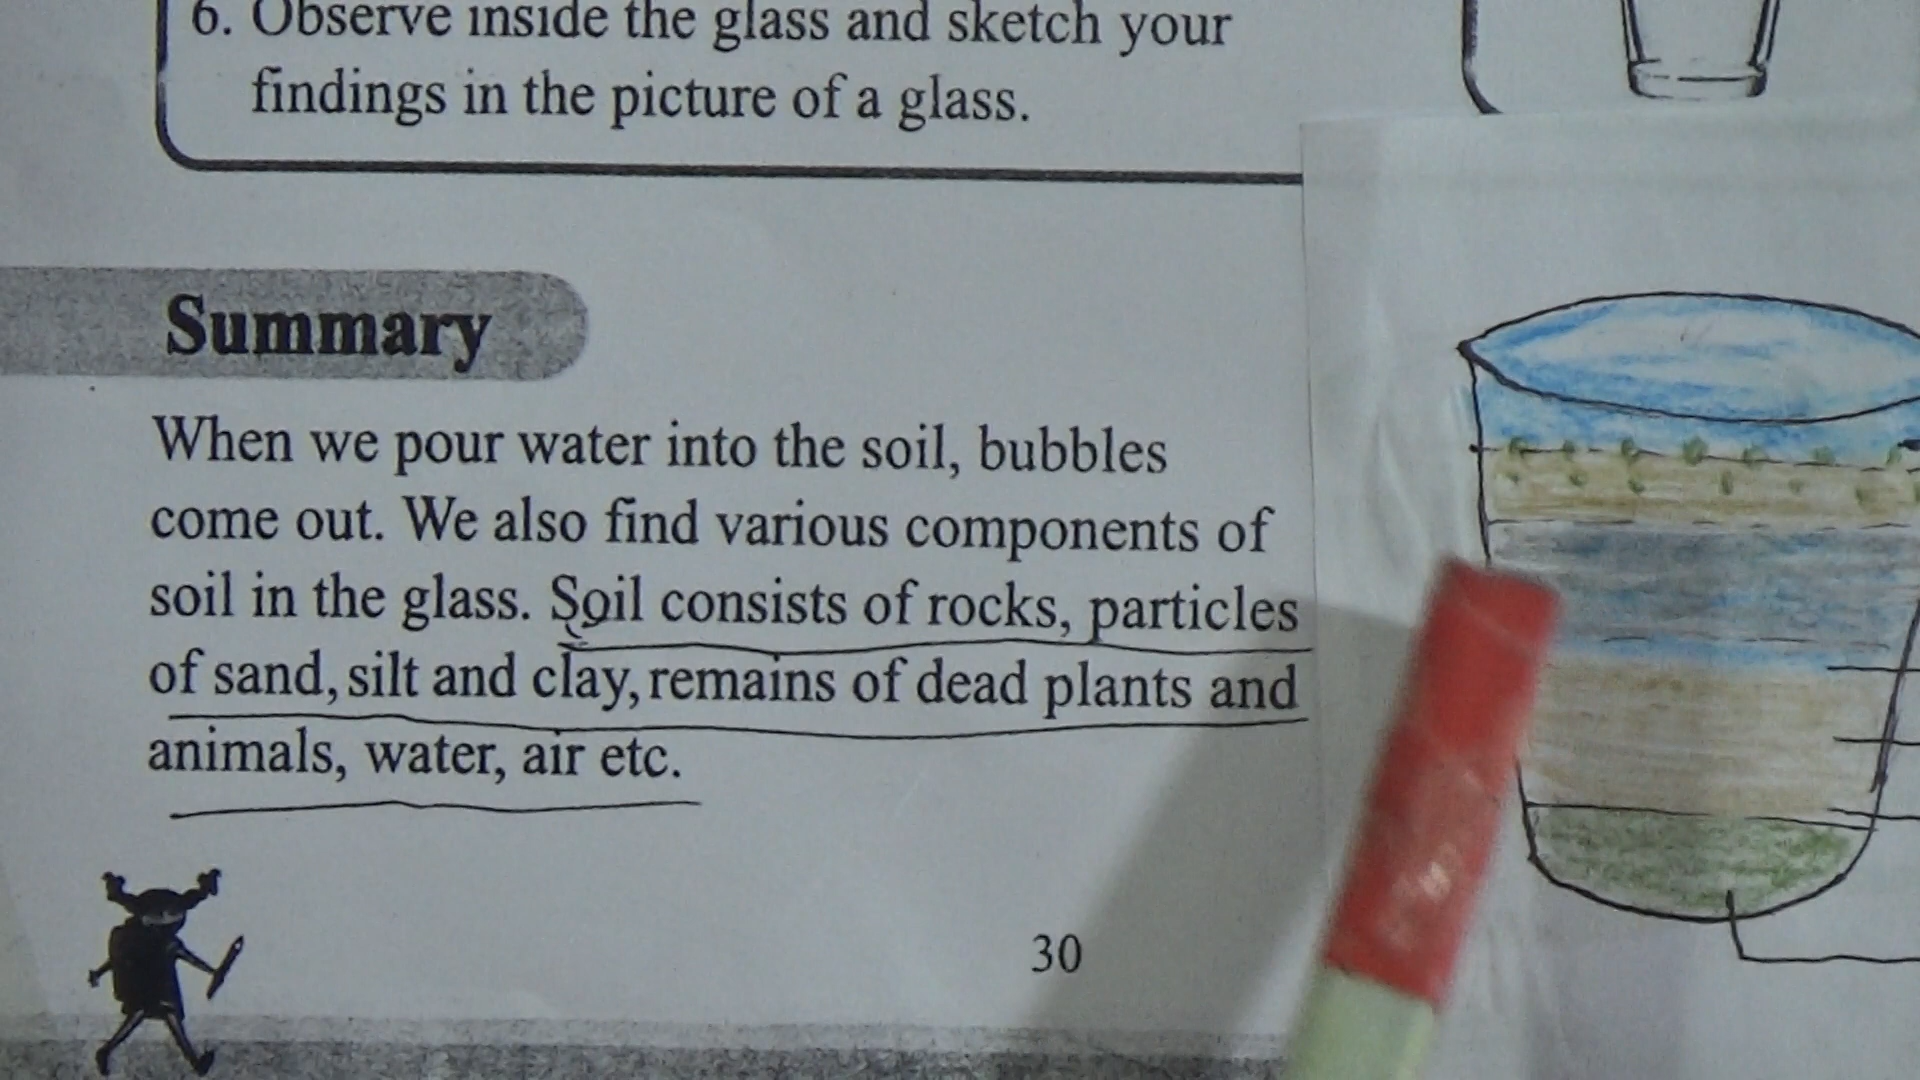 6. Observe inside the glass and sketch your
findings in the picture of a glass.
Summary
When we pour water into the soil, bubbles
come out. We also find various components of
soil in the glass. Soil consists of rocks, particles
of sand, silt and clay, remains of dead plants and
animals, water, air etc.
30